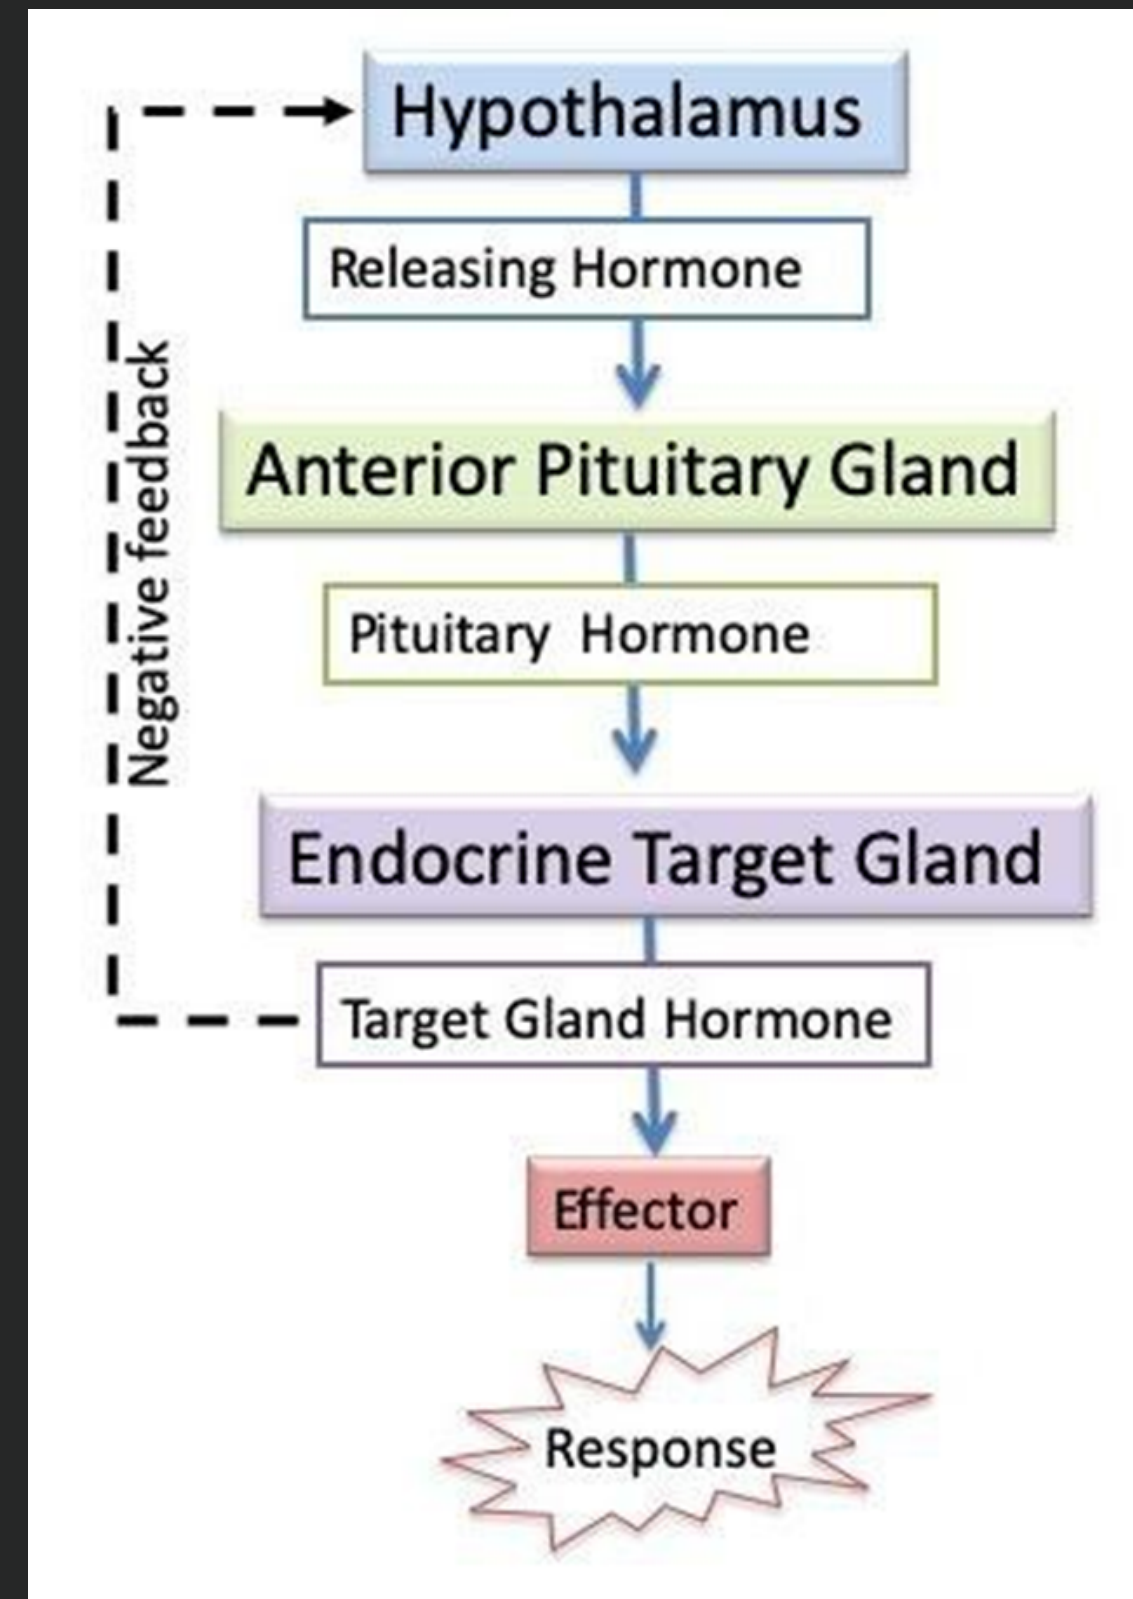 Hypothalamus
Releasing Hormone
Negative feedback
Anterior Pituitary Gland
Pituitary Hormone
Endocrine Target Gland
Target Gland Hormone
Effector
Response